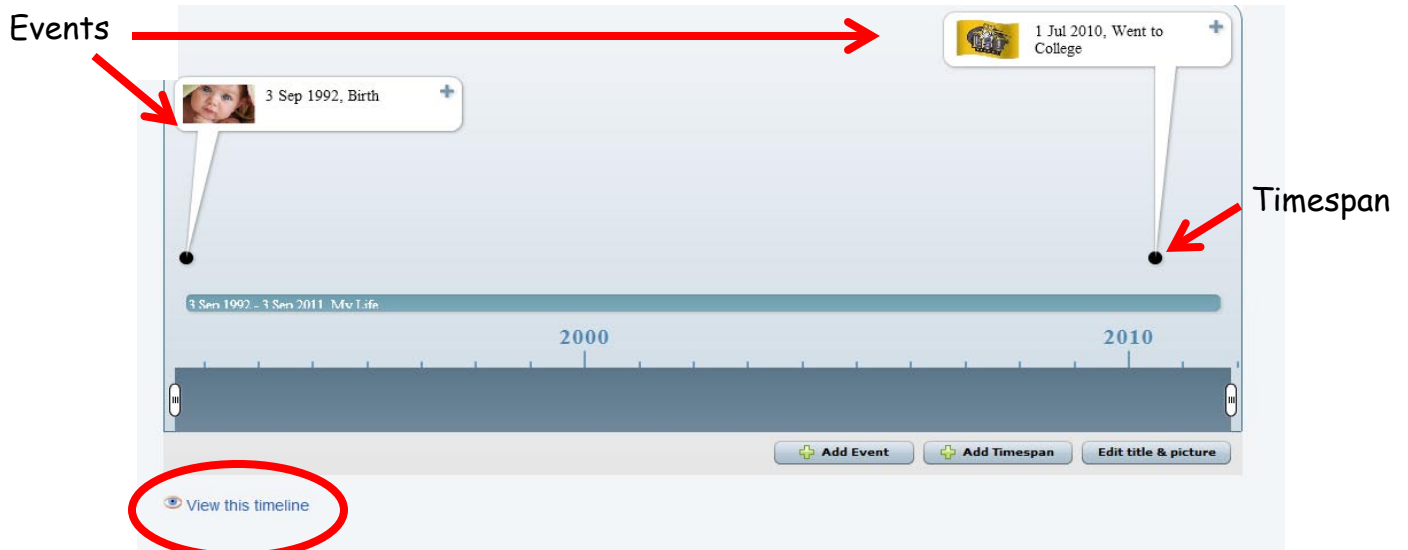 Events
1 Jul 2010, Went to
College
3 Sep 1992, Birth
Timespan
3 Sep 1992 - 3 Sep 2011 My Life
2000 2010
Add Event Add Timespan Edit title & picture
View this timeline